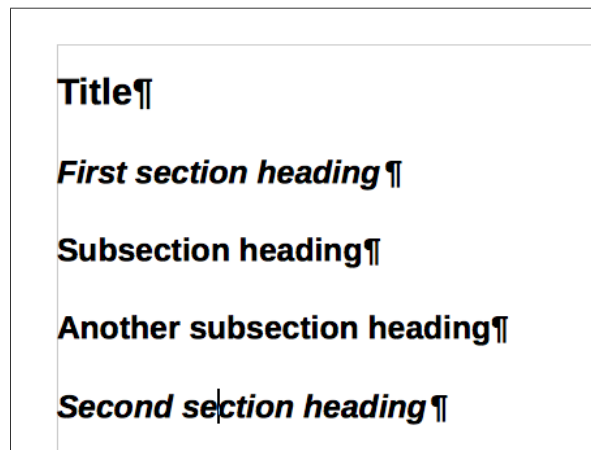 Title¶
First section heading¶
Subsection heading¶
Another subsection heading¶
Second section heading¶